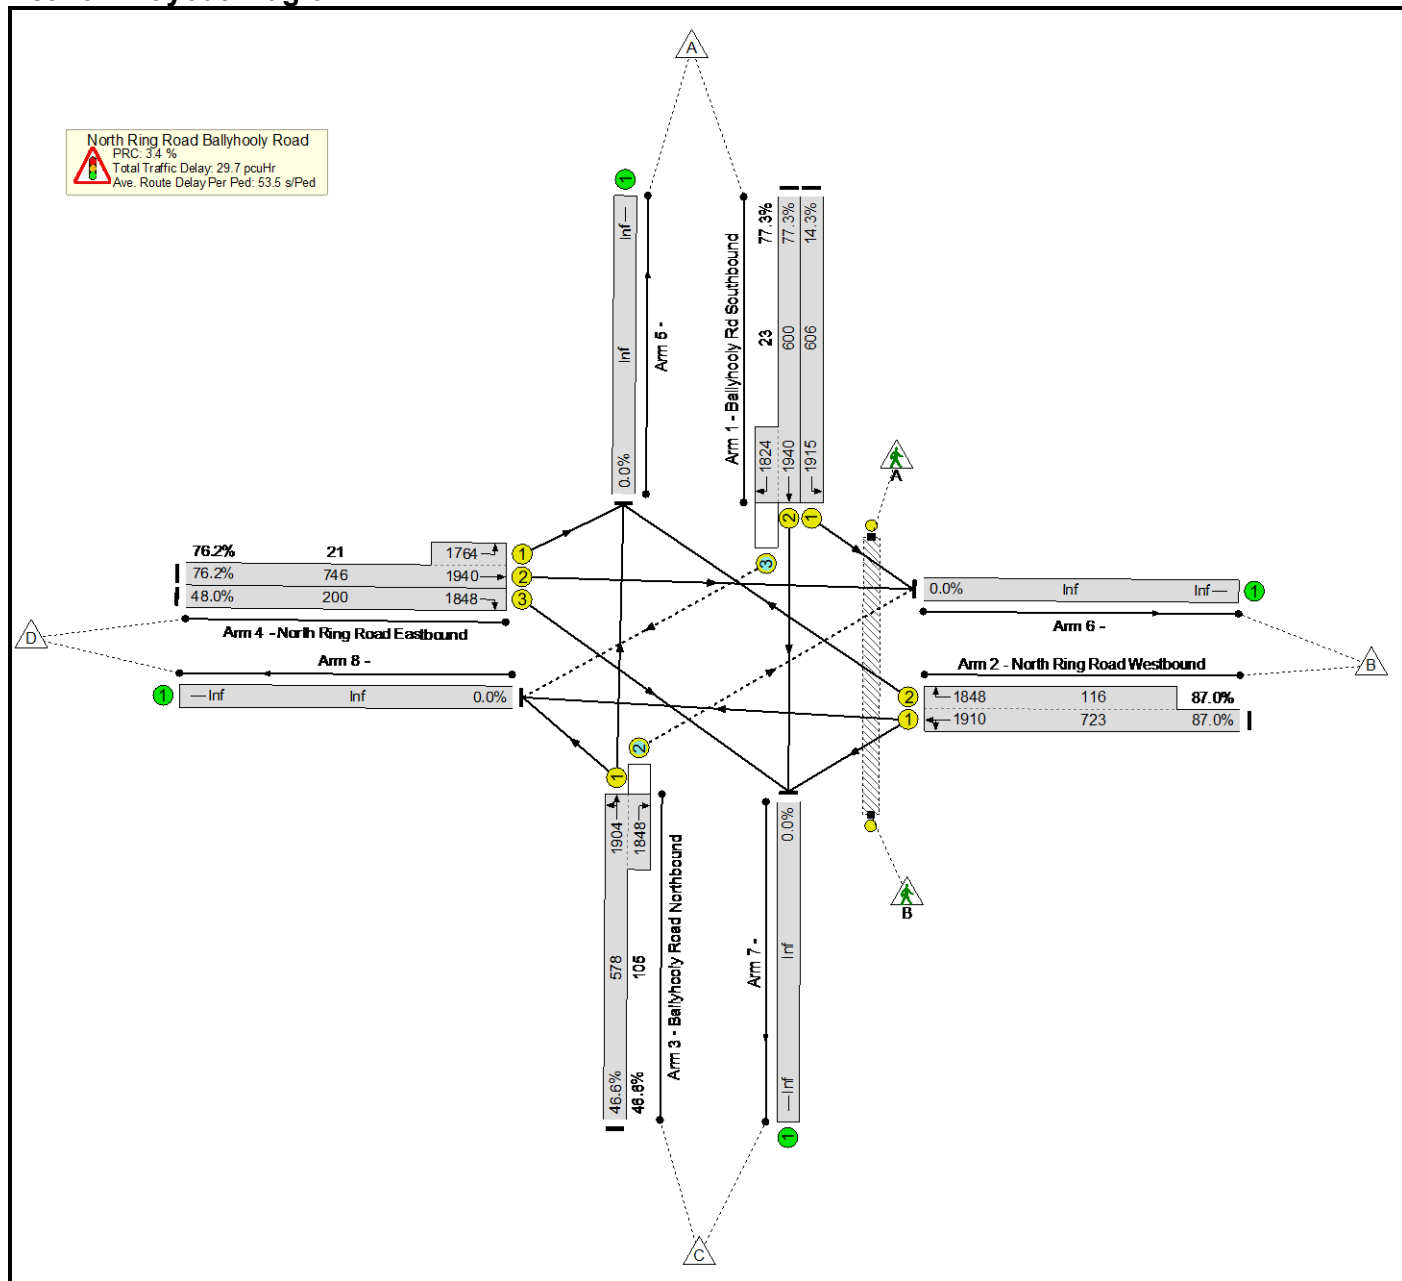 A
North Ring Road Ballyhooly Road
PRC: 3.4 %
Total Traffic Delay: 29.7 pcuHr
Ave. Route Delay Per Ped: 53.5 s/Ped
1
Inf
Inf
0.0%
Arm 5 -
Arm 1 - Ballyhooly Rd Southbound
77.3%
23
1824
77.3%
600
1940
14.3%
606
1915
3
2
1
A
76.2% 21 1764
76.2% 746 1940
48.0% 200 1848
1
2
3
Arm 4 - North Ring Road Eastbound
D
Arm 8 -
1
Inf Inf 0.0%
0.0% Inf Inf
1
Arm 6 -
B
Arm 2 - North Ring Road Westbound
2
1848 116 87.0%
1
1910 723 87.0%
1
2
1904
578
46.6%
1848
105
46.6%
Arm 3 - Ballyhooly Road Northbound
Arm 7 -
0.0%
Inf
Inf
1
B
C